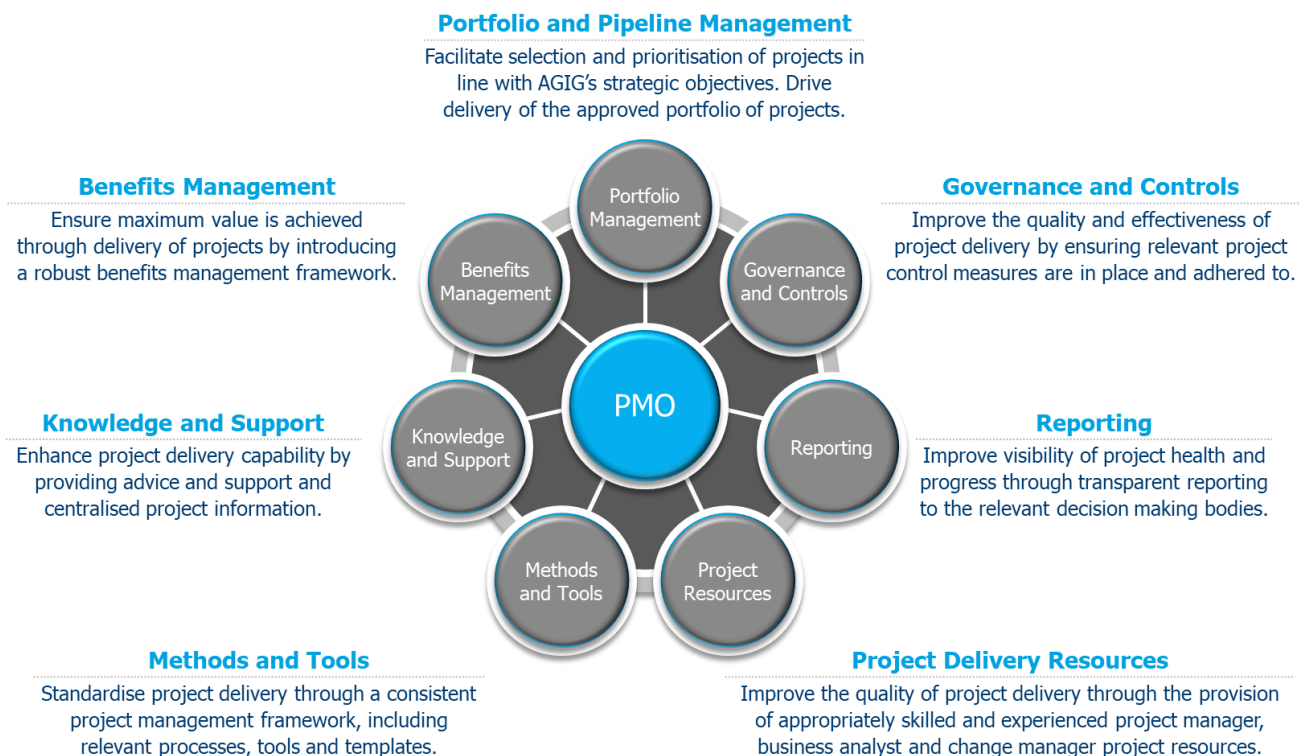 Portfolio and Pipeline Management
Facilitate selection and prioritisation of projects in
line with AGIG's strategic objectives. Drive
delivery of the approved portfolio of projects.
Benefits Management
Ensure maximum value is achieved
through delivery of projects by introducing
a robust benefits management framework.
Governance and Controls
Improve the quality and effectiveness of
project delivery by ensuring relevant project
control measures are in place and adhered to.
Portfolio
Management
Benefits
Management
Governance
and Controls
PMO
Knowledge
and Support
Reporting
Methods
and Tools
Project
Resources
Knowledge and Support
Enhance project delivery capability by
providing advice and support and
centralised project information.
Reporting
Improve visibility of project health and
progress through transparent reporting
to the relevant decision making bodies.
Methods and Tools
Standardise project delivery through a consistent
project management framework, including
relevant processes, tools and templates.
Project Delivery Resources
Improve the quality of project delivery through the provision
of appropriately skilled and experienced project manager,
business analyst and change manager project resources.